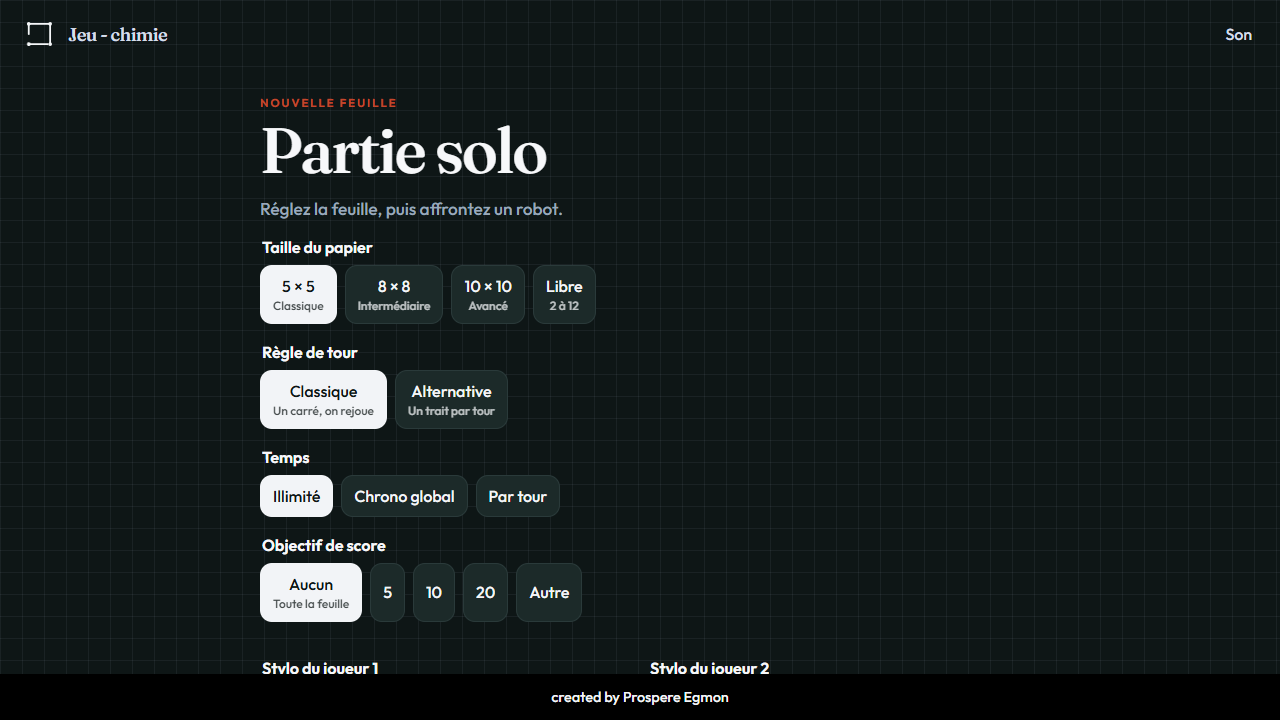 Jeu - chimie
Son
NOUVELLE FEUILLE
Partie solo
Réglez la feuille, puis affrontez un robot.
Taille du papier
5 × 5
Classique
8 × 8
Intermédiaire
10 × 10
Avancé
Libre
2 à 12
Règle de tour
Classique
Un carré, on rejoue
Alternative
Un trait par tour
Temps
Illimité
Chrono global
Par tour
Objectif de score
Aucun
Toute la feuille
5
10
20
Autre
Stylo du joueur 1
Stylo du joueur 2
created by Prospere Egmon